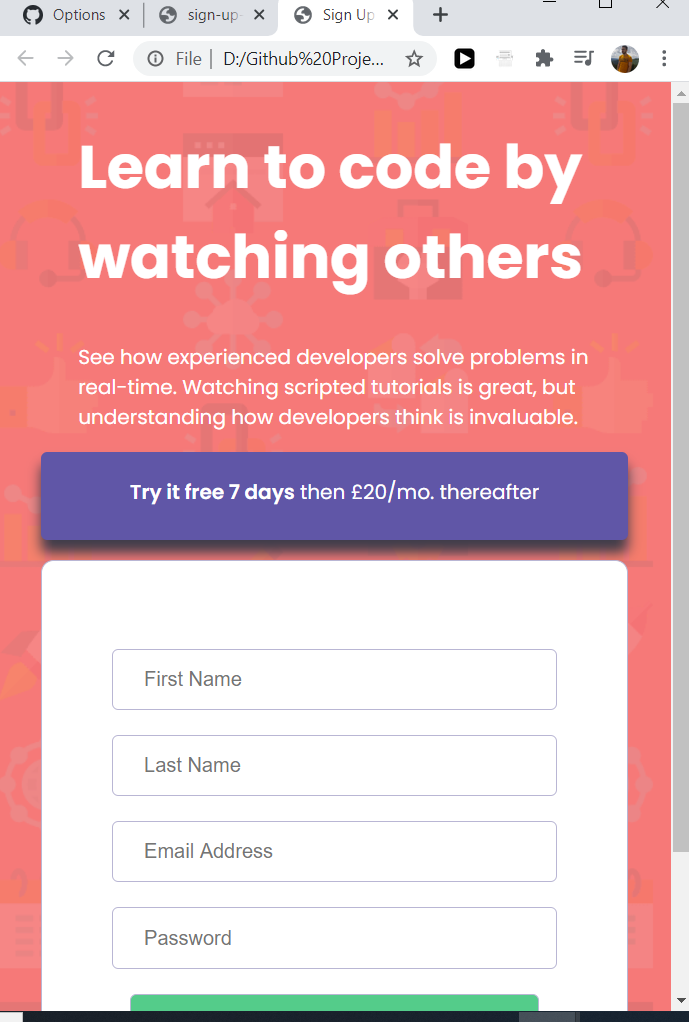 Options
sign-up-
Sign Up
File | D:/Github%20Proje...
Learn to code by
watching others
See how experienced developers solve problems in
real-time. Watching scripted tutorials is great, but
understanding how developers think is invaluable.
Try it free 7 days then £20/mo. thereafter
First Name
Last Name
Email Address
Password